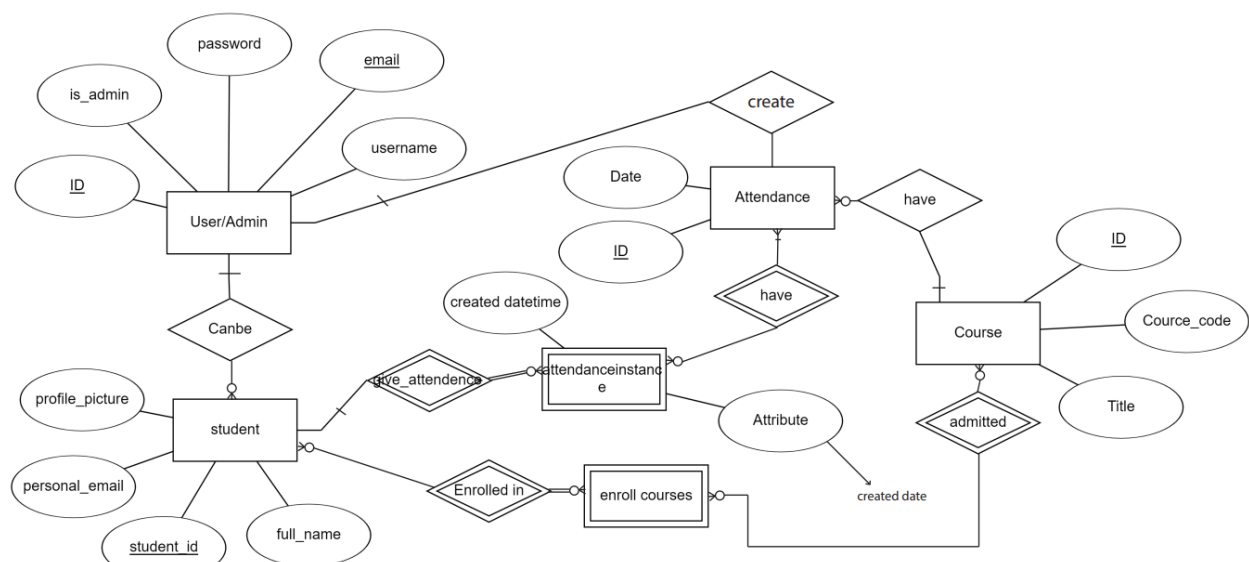 password
email
is_admin
create
username
Date
Attendance
ID
have
User/Admin
ID
ID
created datetime
have
Cource_code
Canbe
Course
give_attendence
attendanceinstanc
e
profile_picture
Title
student
Attribute
admitted
personal_email
Enrolled in
enroll courses
created date
full_name
student_id